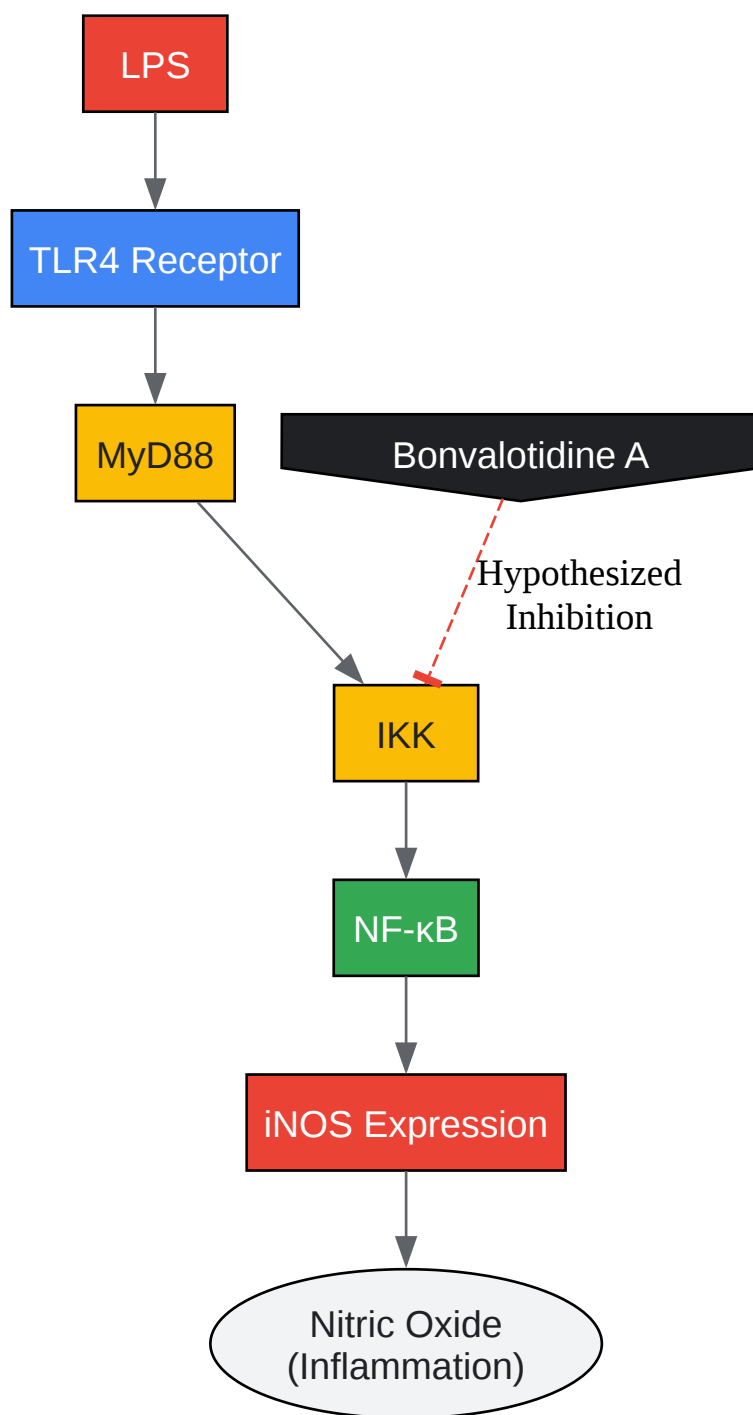 LPS
TLR4 Receptor
MyD88
Bonvalotidine A
Hypothesized
Inhibition
IKK
NF-κB
iNOS Expression
Nitric Oxide
(Inflammation)